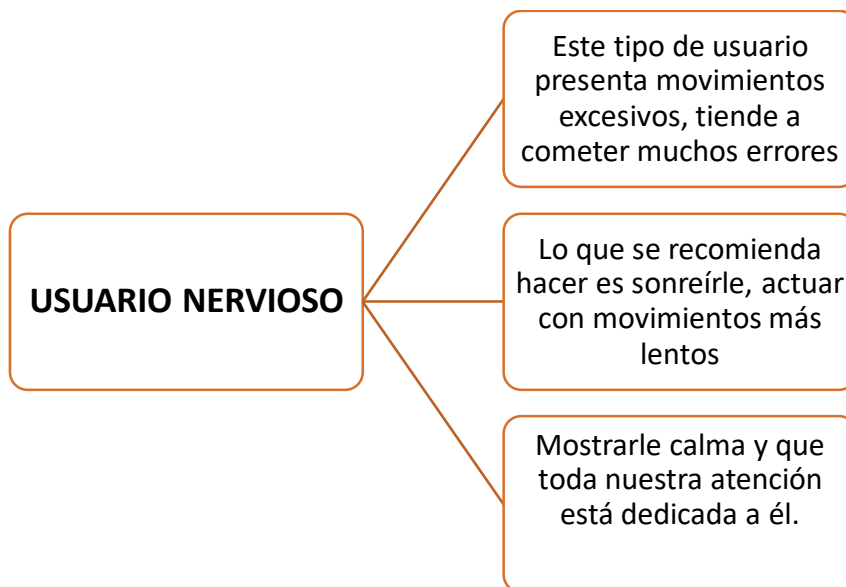 Este tipo de usuario
presenta movimientos
excesivos, tiende a
cometer muchos errores
USUARIO NERVIOSO
Lo que se recomienda
hacer es sonreírle, actuar
con movimientos más
lentos
Mostrarle calma y que
toda nuestra atención
está dedicada a él.